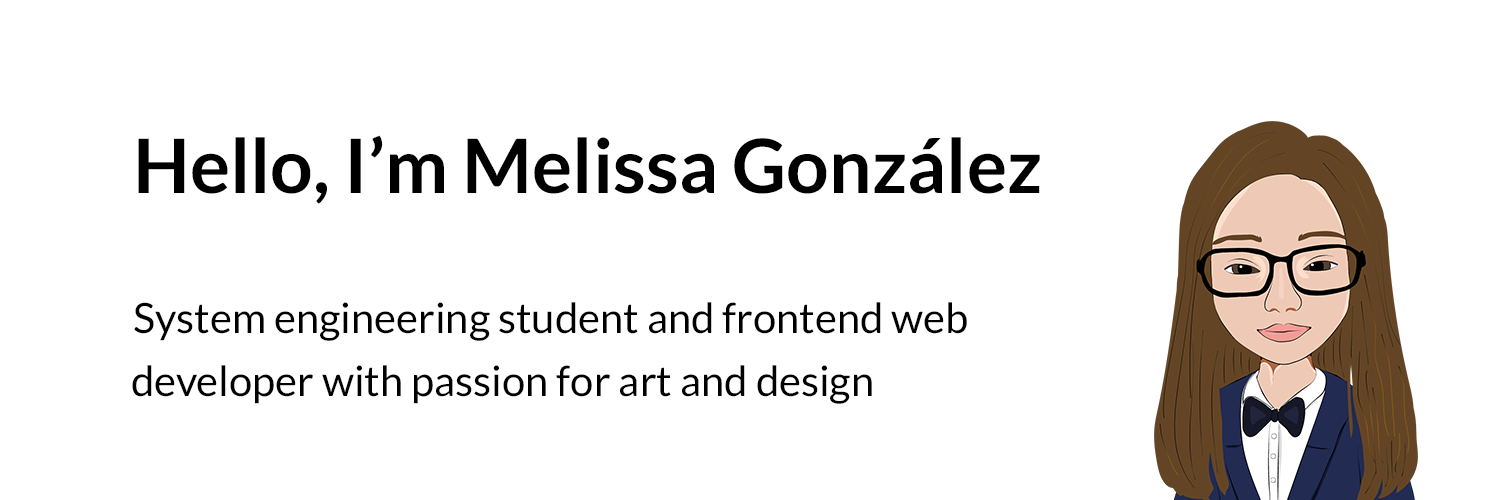 Hello, I’m Melissa González
System engineering student and frontend web
developer with passion for art and design